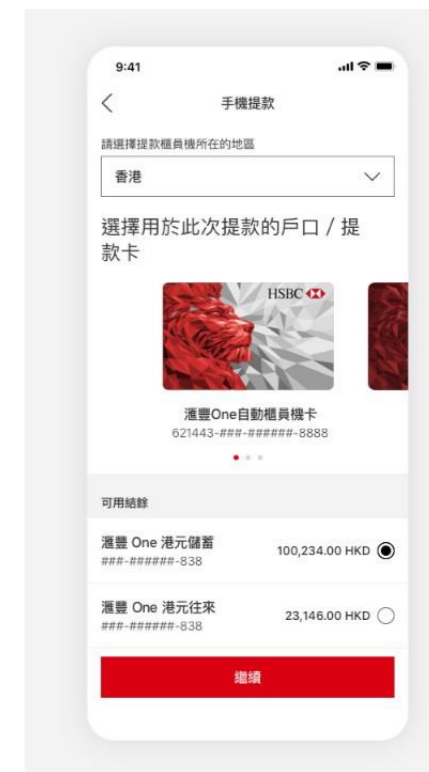 9:41
手機提款
請選擇提款櫃員機所在的地區
香港
選擇用於此次提款的戶口 / 提
款卡
HSBC
滙豐One自動櫃員機卡
621443-###-######-8888
可用結餘
滙豐 One 港元儲蓄
100,234.00 HKD
###-######-838
滙豐 One 港元往來
23,146.00 HKD
###-######-838
繼續